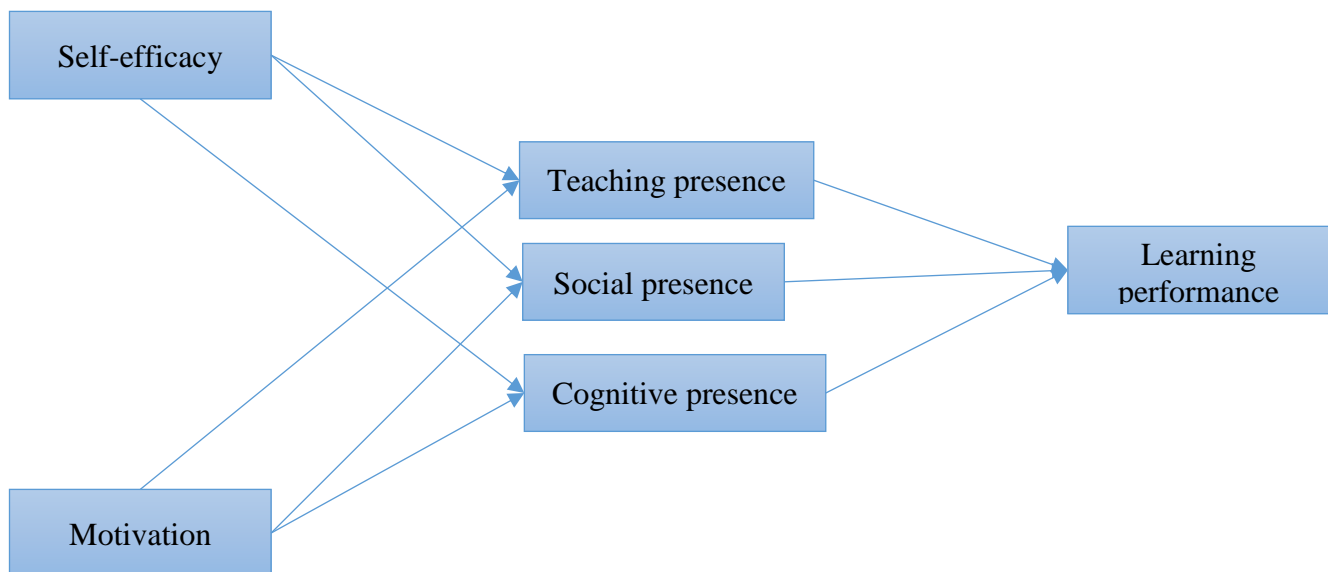 Self-efficacy
Teaching presence
Social presence
Learning
performance
Cognitive presence
Motivation